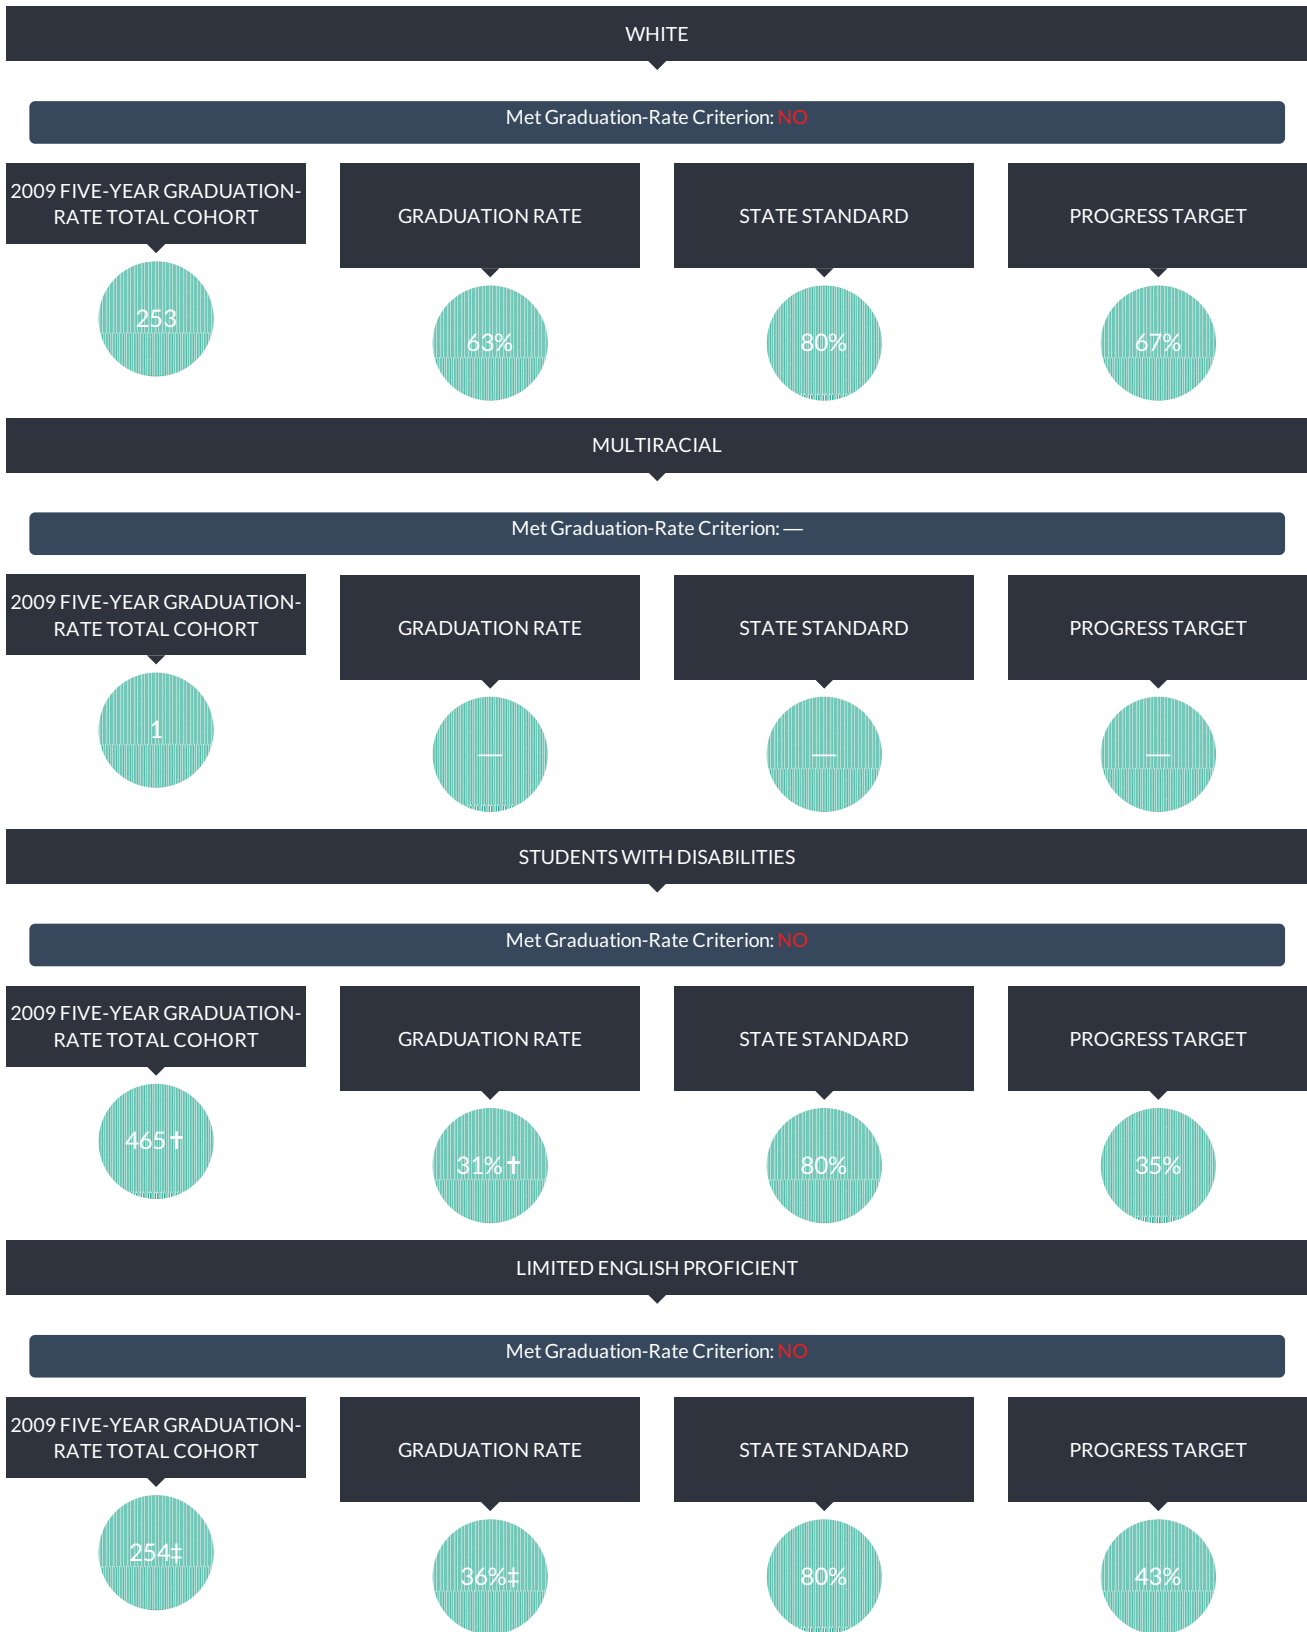 WHITE
Met Graduation-Rate Criterion: NO
2009 FIVE-YEAR GRADUATION-
RATE TOTAL COHORT
253
GRADUATION RATE
63%
STATE STANDARD
80%
PROGRESS TARGET
67%
MULTIRACIAL
Met Graduation-Rate Criterion: —
2009 FIVE-YEAR GRADUATION-
RATE TOTAL COHORT
1
GRADUATION RATE
—
STATE STANDARD
—
PROGRESS TARGET
—
STUDENTS WITH DISABILITIES
Met Graduation-Rate Criterion: NO
2009 FIVE-YEAR GRADUATION-
RATE TOTAL COHORT
465✝
GRADUATION RATE
31%✝
STATE STANDARD
80%
PROGRESS TARGET
35%
LIMITED ENGLISH PROFICIENT
Met Graduation-Rate Criterion: NO
2009 FIVE-YEAR GRADUATION-
RATE TOTAL COHORT
254‡
GRADUATION RATE
36%‡
STATE STANDARD
80%
PROGRESS TARGET
43%